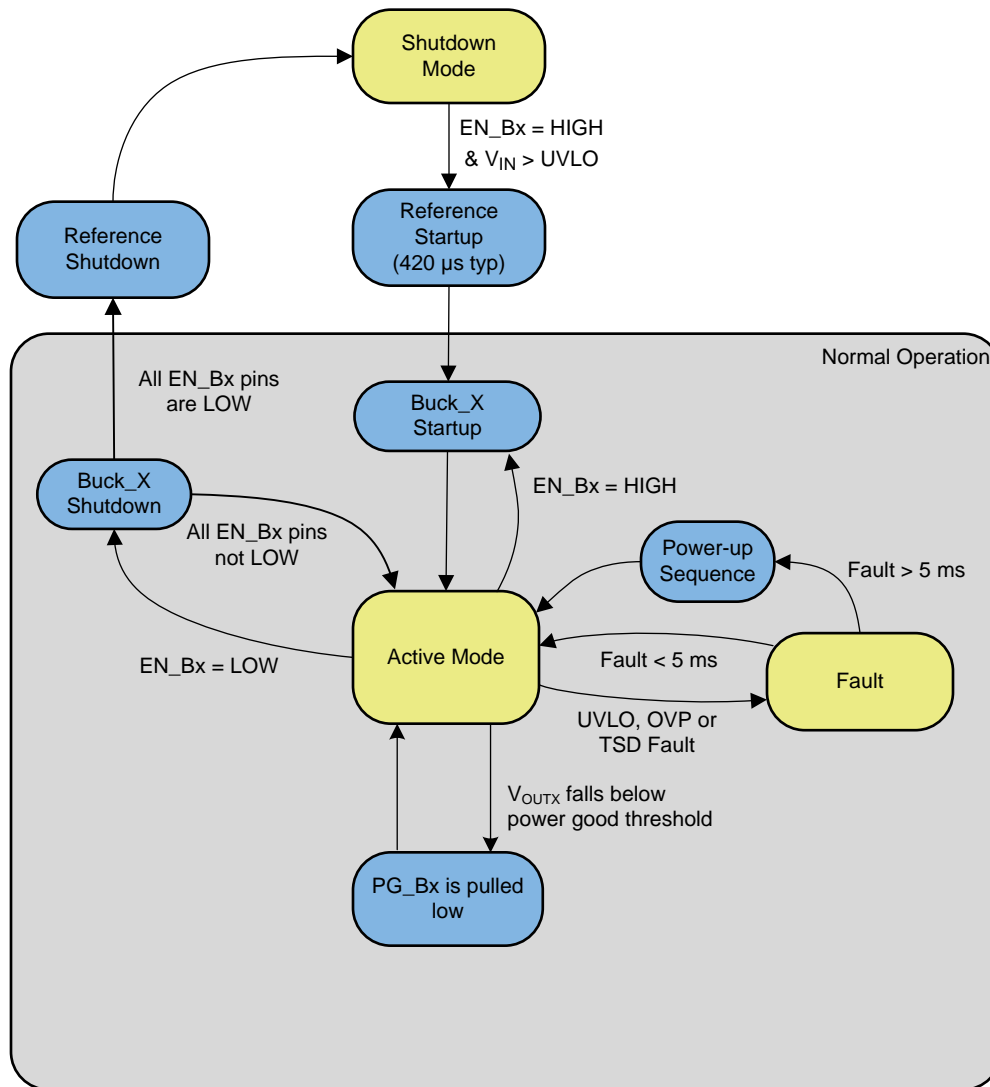 Shutdown
Mode
EN_Bx = HIGH
& VIN > UVLO
Reference
Shutdown
Reference
Startup
(420 µs typ)
Normal Operation
All EN_Bx pins
are LOW
Buck_X
Startup
Buck_X
Shutdown
EN_Bx = HIGH
All EN_Bx pins
not LOW
Power-up
Sequence
Fault > 5 ms
EN_Bx = LOW
Active Mode
Fault < 5 ms
Fault
UVLO, OVP or
TSD Fault
VOUTX falls below
power good threshold
PG_Bx is pulled
low